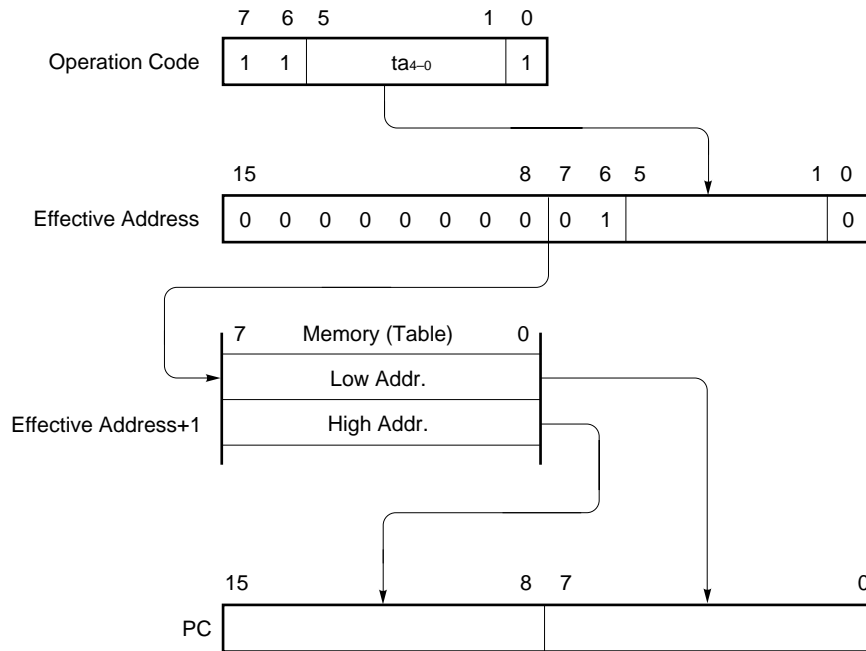 7 6 5 1 0
Operation Code 1 1 ta4–0 1
15 8 7 6 5 1 0
Effective Address 0 0 0 0 0 0 0 0 0 1 0
7 Memory (Table) 0
Low Addr.
Effective Address+1 High Addr.
15 8 7 0
PC